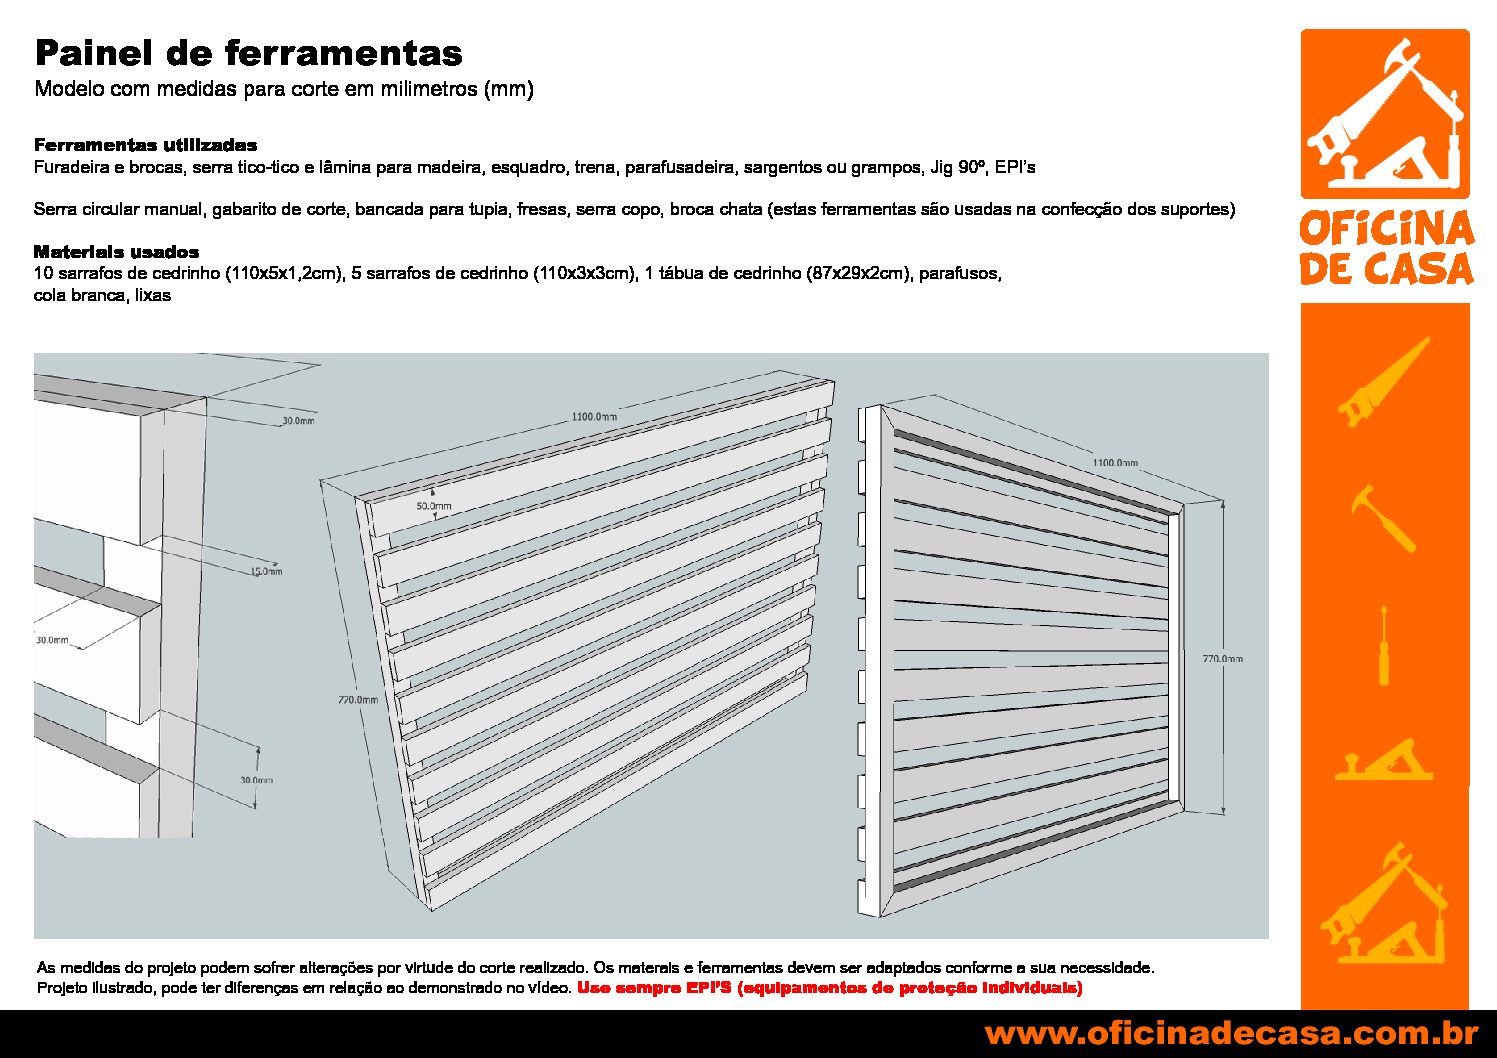 Painel de ferramentas
Modelo com medidas para corte em milimetros (mm)
Ferramentas utilizadas
Furadeira e brocas, serra tico-tico e lâmina para madeira, esquadro, trena, parafusadeira, sargentos ou grampos, Jig 90º, EPI's
Serra circular manual, gabarito de corte, bancada para tupia, fresas, serra copo, broca chata (estas ferramentas são usadas na confecção dos suportes)
Materiais usados
10 sarrafos de cedrinho (110x5x1,2cm), 5 sarrafos de cedrinho (110x3x3cm), 1 tábua de cedrinho (87x29x2cm), parafusos,
cola branca, lixas
OFiCiNA
DE CASA
30.0mm
15.0mm
30.0mm
30.0mm
1100.0mm
50.0mm
770.0mm
1100.0mm
770.0mm
As medidas do projeto podem sofrer alterações por virtude do corte realizado. Os materais e ferramentas devem ser adaptados conforme a sua necessidade.
Projeto ilustrado, pode ter diferenças em relação ao demonstrado no vídeo. Use sempre EPI'S (equipamentos de proteção individuais)
www.oficinadecasa.com.br